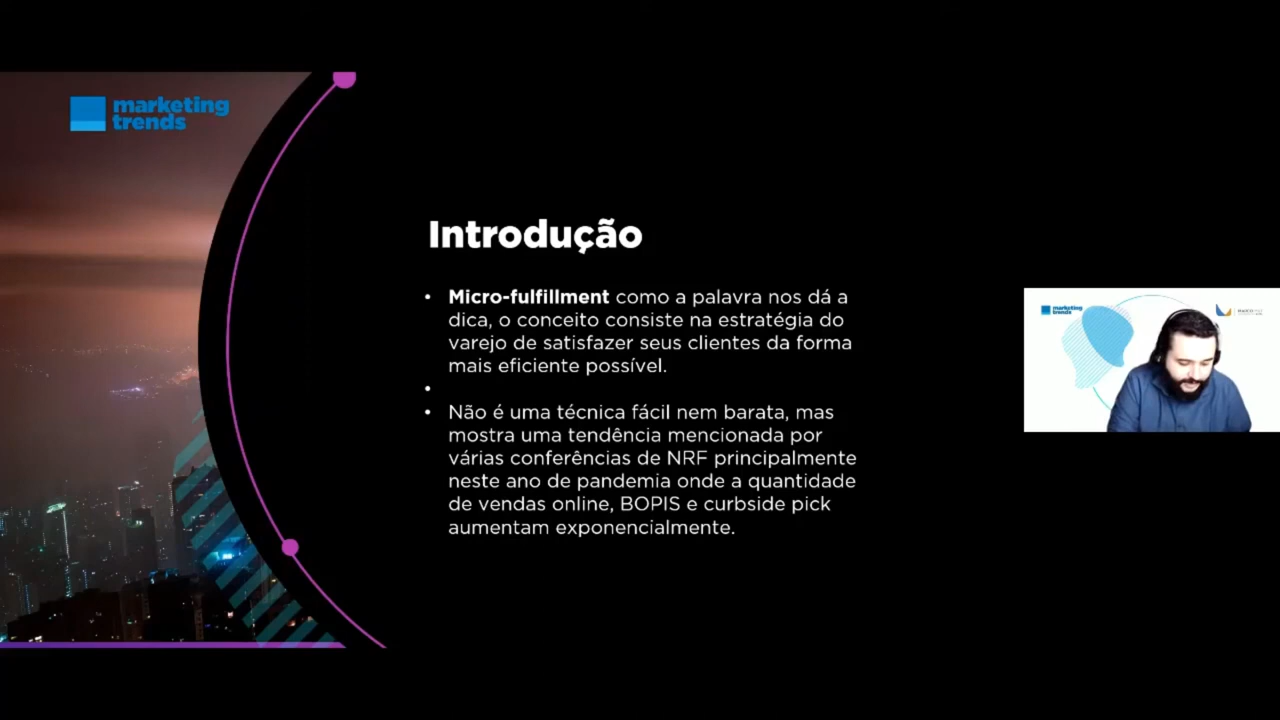 marketing
trends
Introdução
• Micro-fulfillment como a palavra nos dá a
dica, o conceito consiste na estratégia do
varejo de satisfazer seus clientes da forma
mais eficiente possível.
•
• Não é uma técnica fácil nem barata, mas
mostra uma tendência mencionada por
várias conferências de NRF principalmente
neste ano de pandemia onde a quantidade
de vendas online, BOPIS e curbside pick
aumentam exponencialmente.
marketing
trends